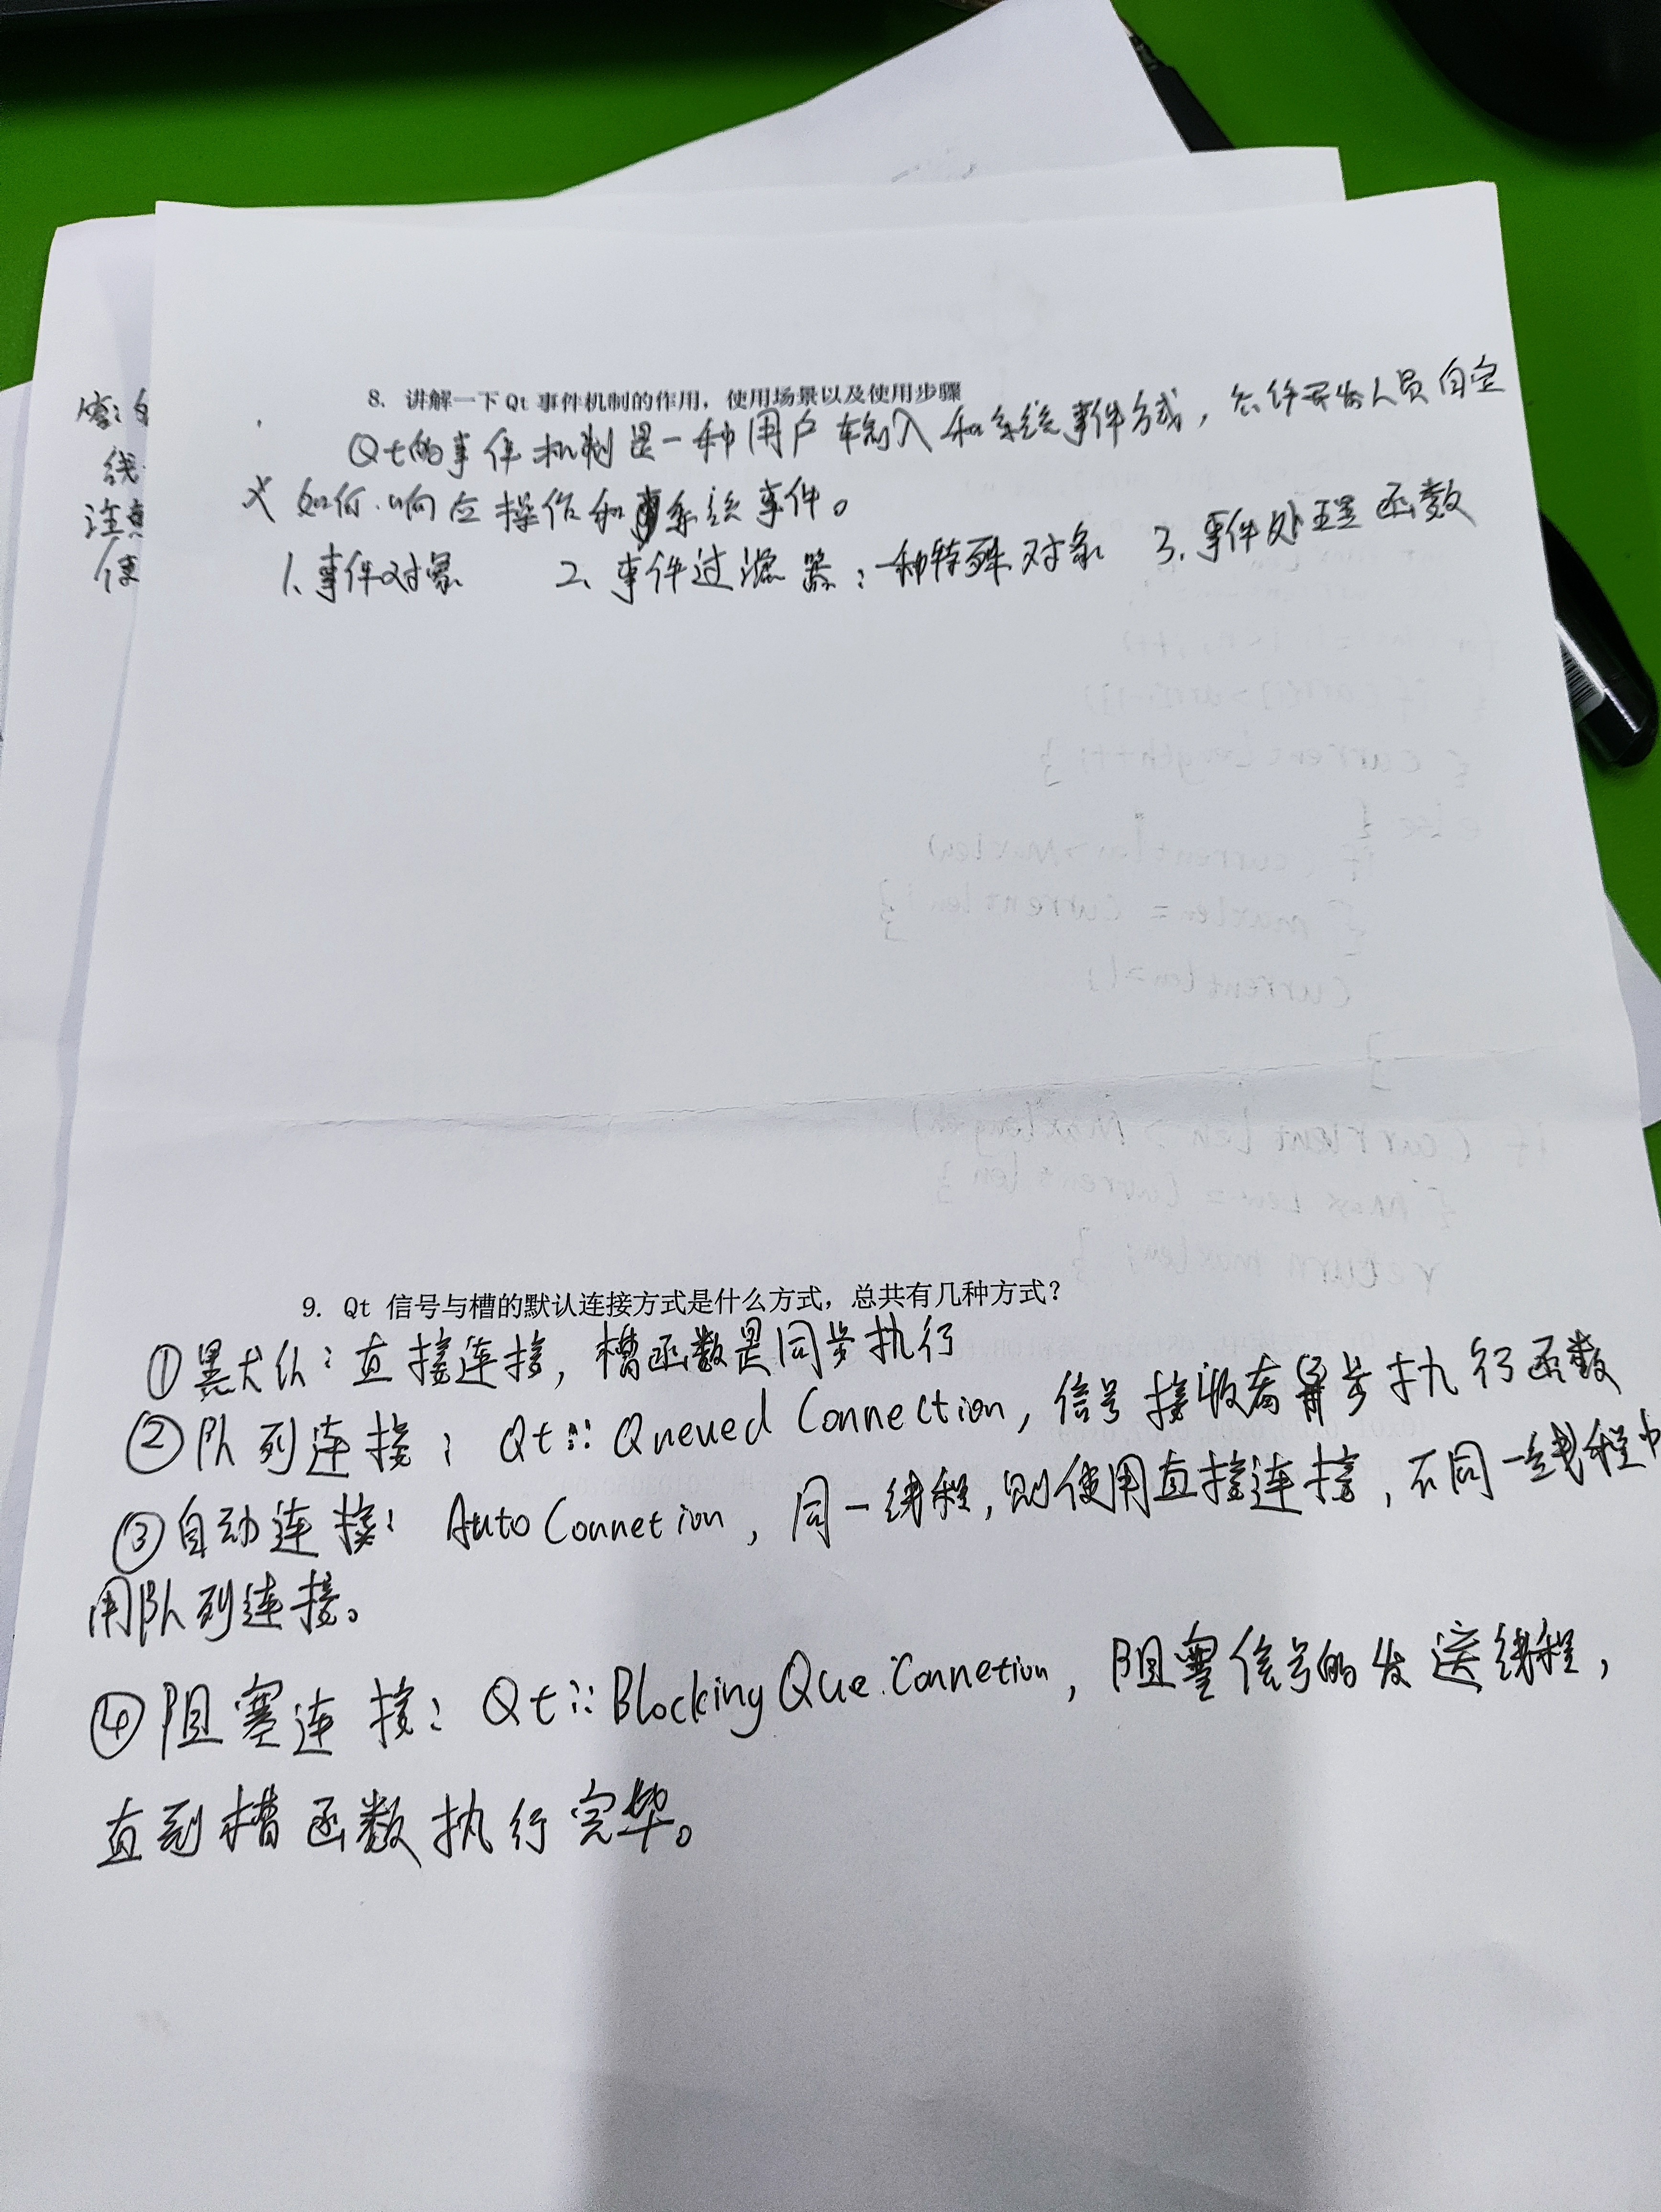 8. 讲解一下 Qt 事件机制的作用，使用场景以及使用步骤
Qt的事件机制是一种用户输入和系统事件方式，允许开发人员自定
义如何响应操作和系统事件。
1、事件对象 2、事件过滤器：一种特殊对象 3、事件处理函数
线
注意
使
9. Qt 信号与槽的默认连接方式是什么方式，总共有几种方式？
①默认：直接连接，槽函数是同步执行
②队列连接：Qt::Queued Connection，信号接收者异步执行函数
③自动连接：Auto Connetion，同一线程，则使用直接连接，不同一线程中
用队列连接。
④阻塞连接：Qt::BlockingQue.Connetion，阻塞信号的发送线程，
直到槽函数执行完毕。